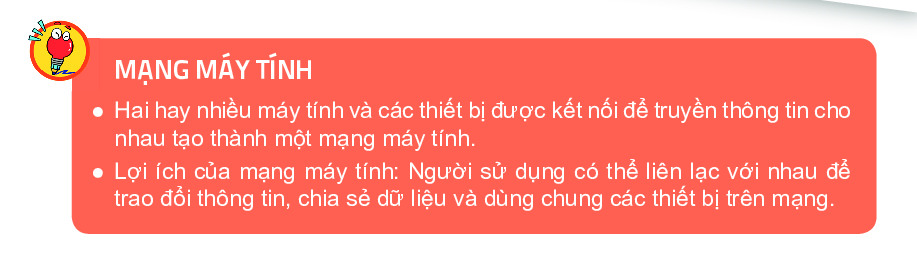 MẠNG MÁY TÍNH
● Hai hay nhiều máy tính và các thiết bị được kết nối để truyền thông tin cho
nhau tạo thành một mạng máy tính.
● Lợi ích của mạng máy tính: Người sử dụng có thể liên lạc với nhau để
trao đổi thông tin, chia sẻ dữ liệu và dùng chung các thiết bị trên mạng.